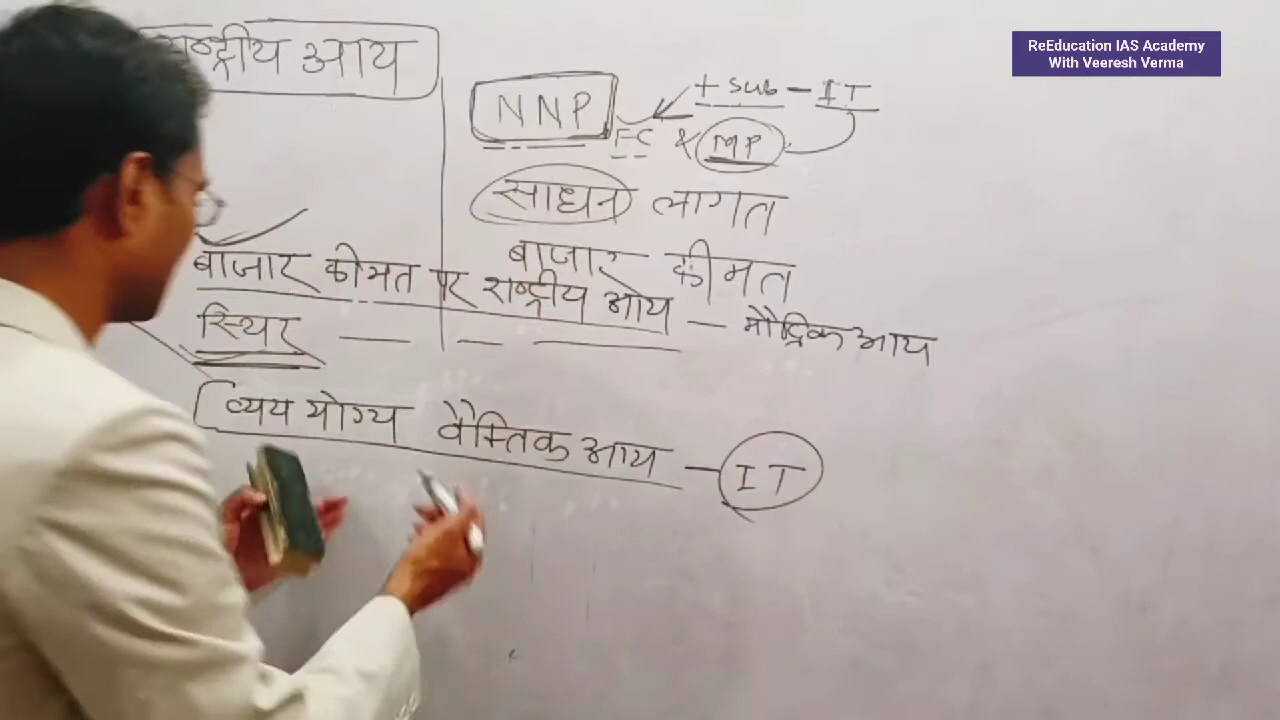 ReEducation IAS Academy
With Veeresh Verma
राष्ट्रीय आय
+ sub - IT
NNP FC & MP
साधन लागत
बाजार कीमत
बाजार कीमत पर राष्ट्रीय आय - मौद्रिक आय
स्थिर
व्यय योग्य वैक्तिक आय - IT